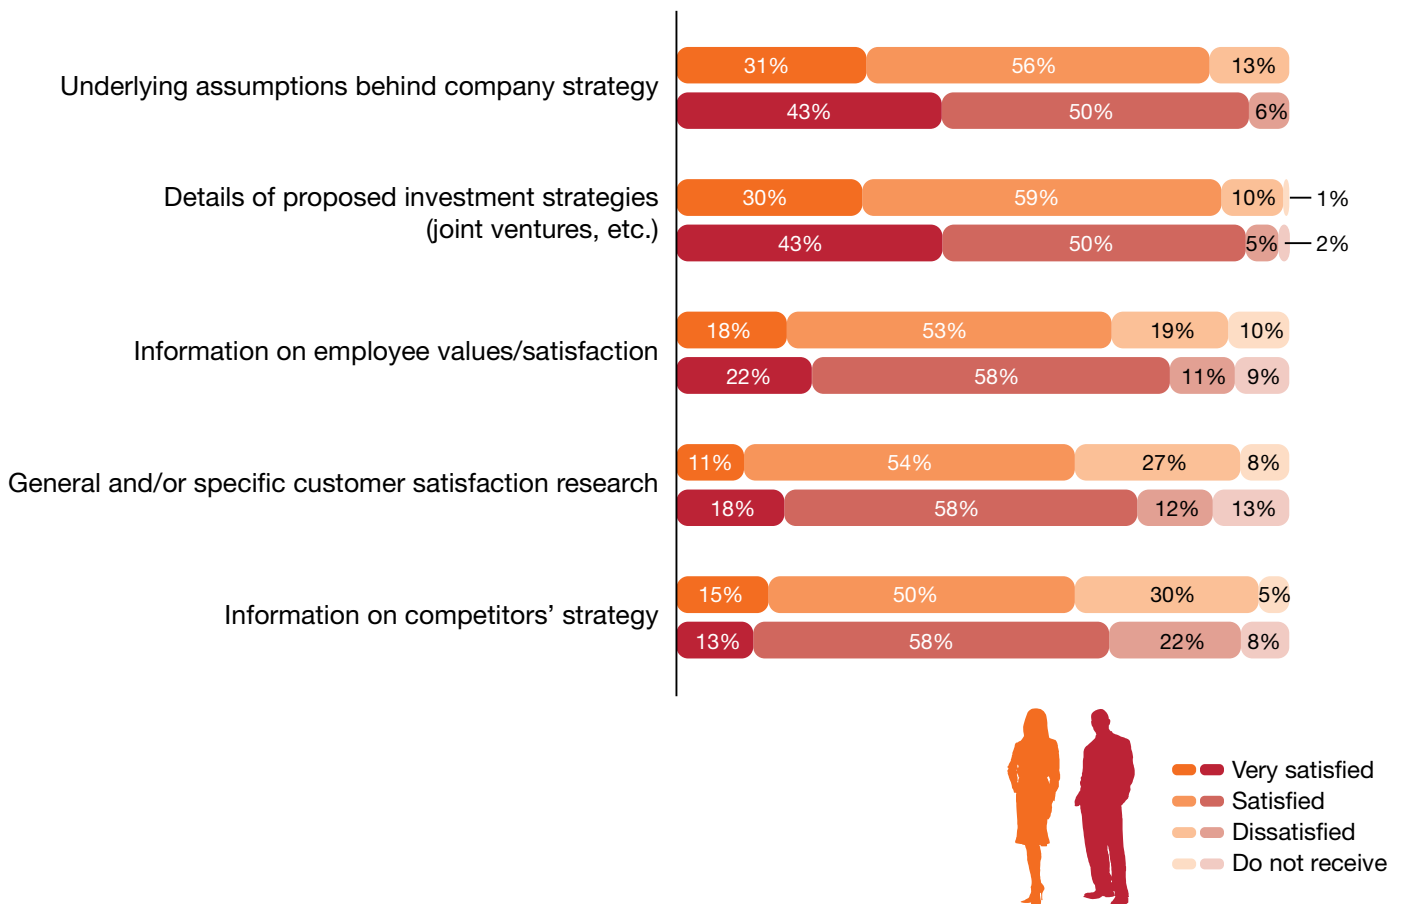 31% 56% 13%
Underlying assumptions behind company strategy
43% 50% 6%
Details of proposed investment strategies
30% 59% 10% 1%
(joint ventures, etc.)
43% 50% 5% 2%
18% 53% 19% 10%
Information on employee values/satisfaction
22% 58% 11% 9%
11% 54% 27% 8%
General and/or specific customer satisfaction research
18% 58% 12% 13%
15% 50% 30% 5%
Information on competitors’ strategy
13% 58% 22% 8%
Very satisfied
Satisfied
Dissatisfied
Do not receive